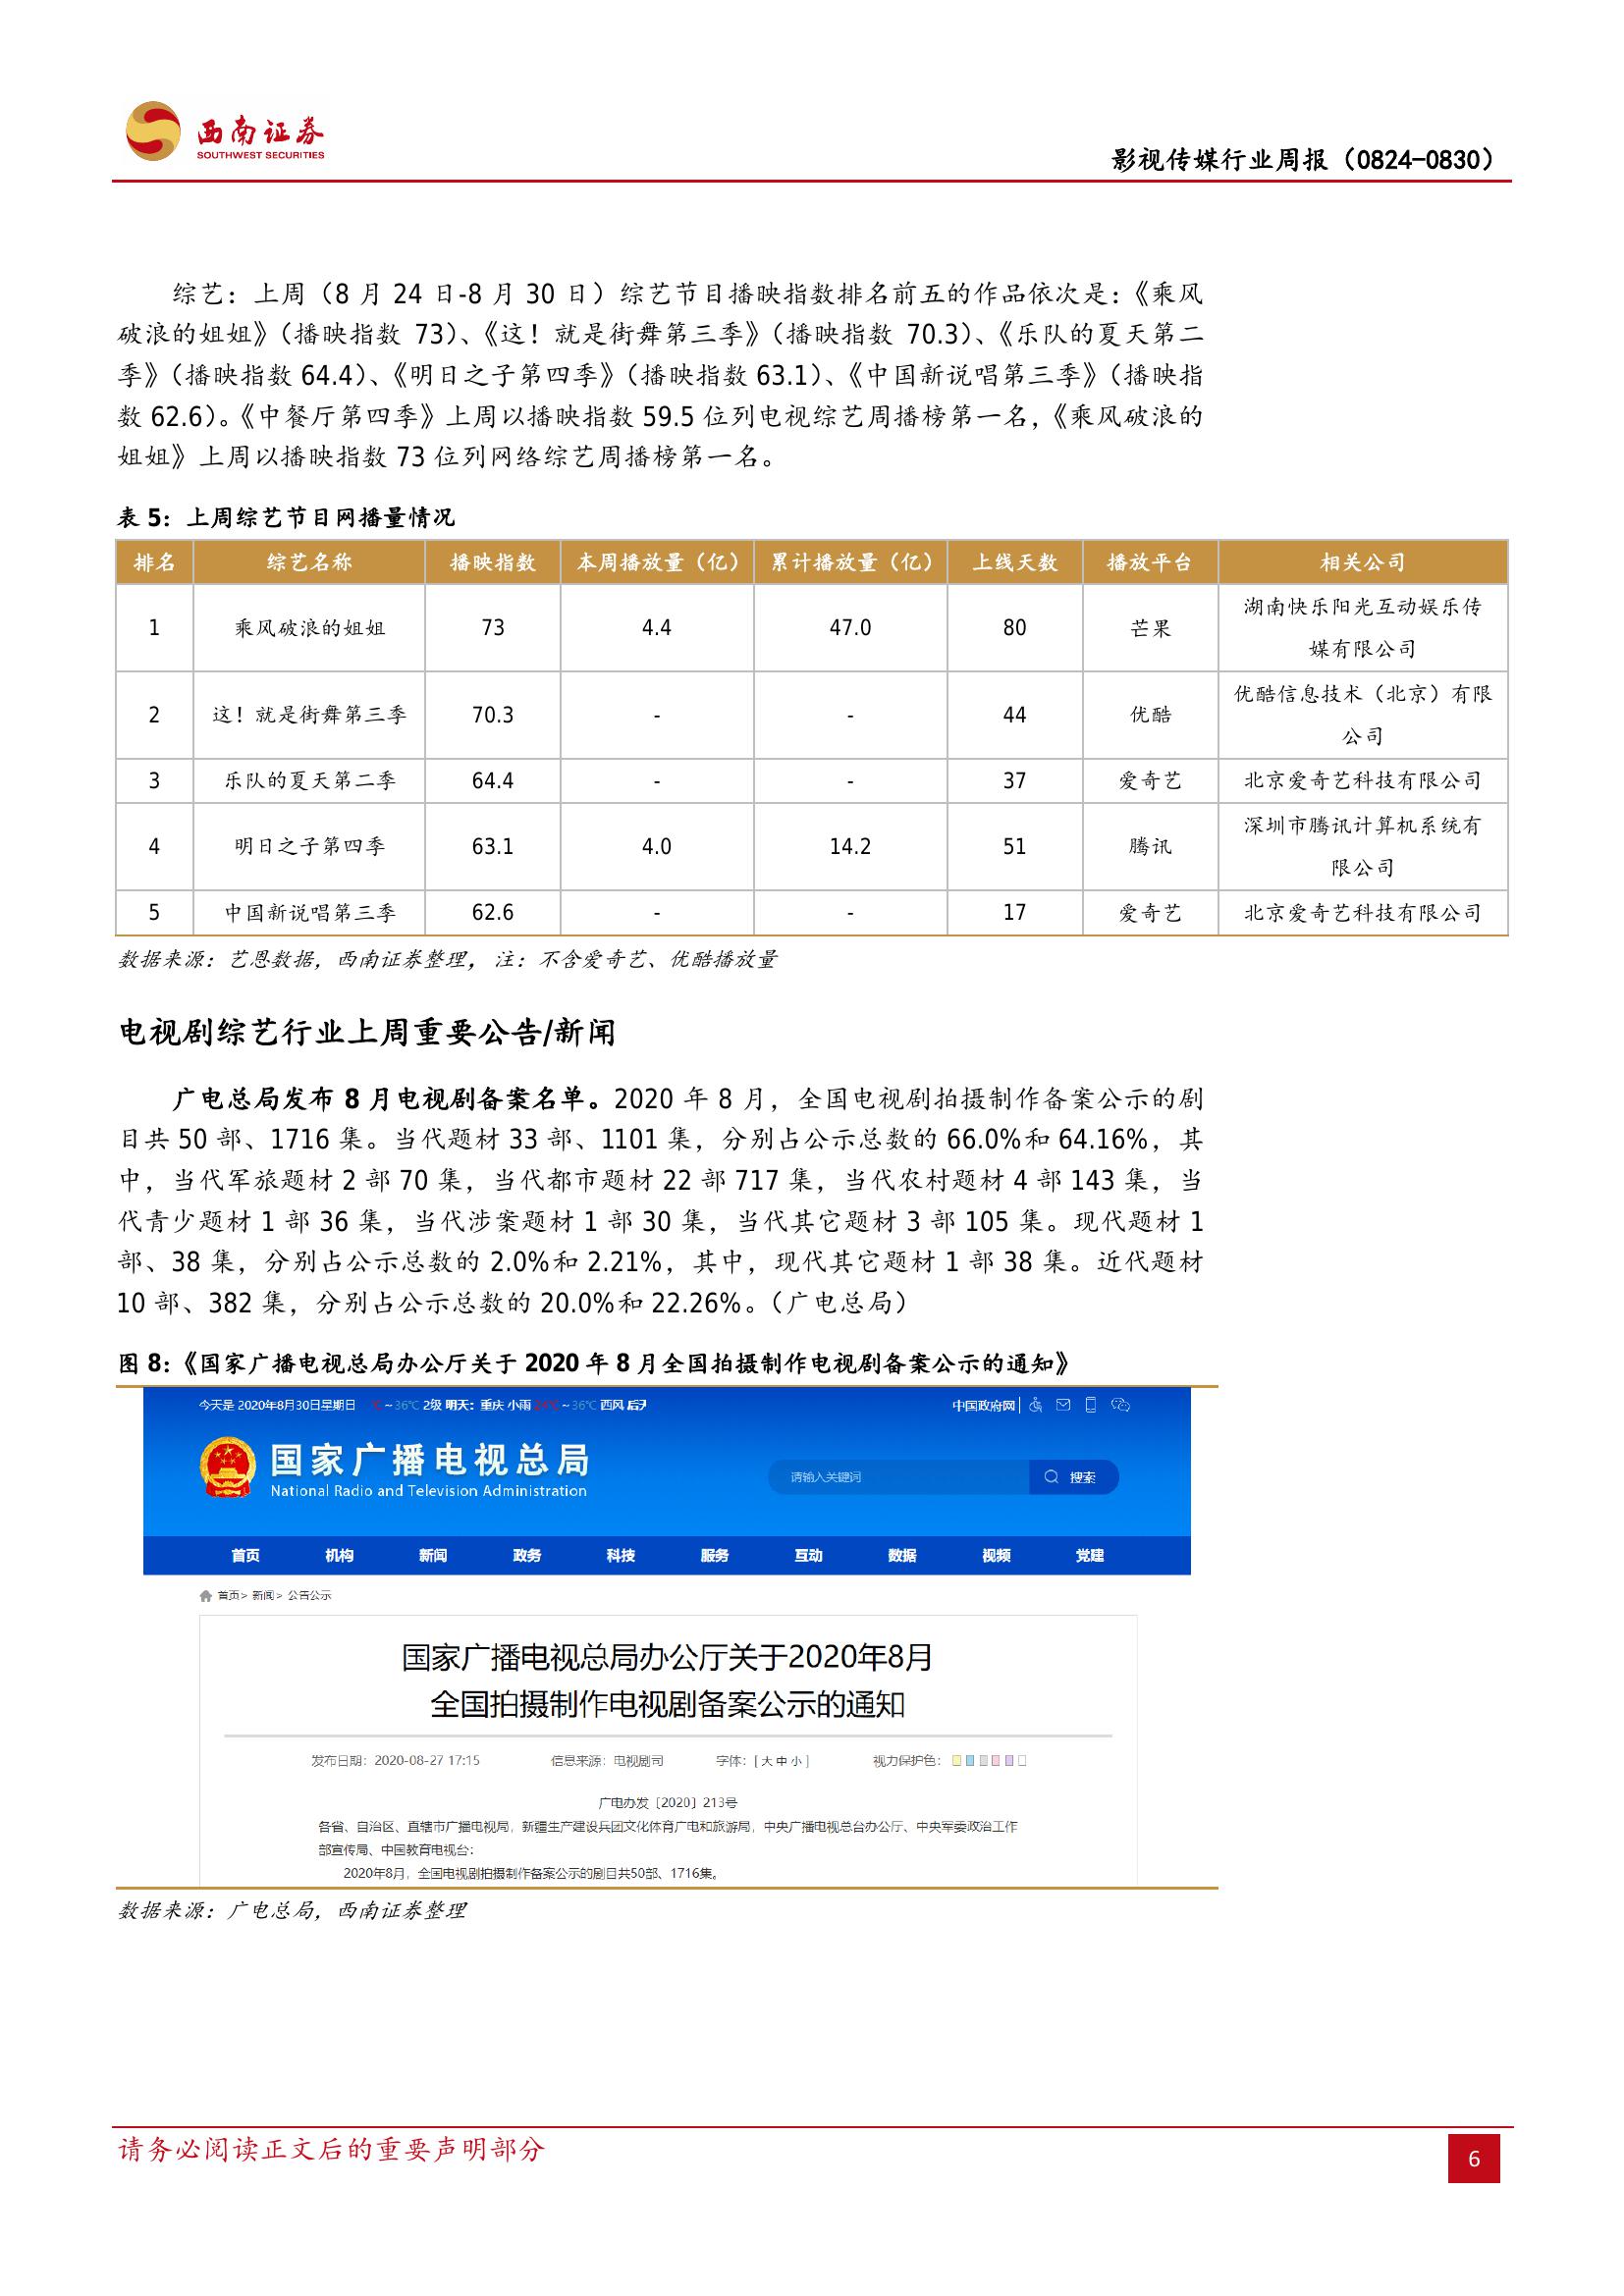 西南证券
SOUTHWEST SECURITIES
影视传媒行业周报（0824-0830）
综艺：上周（8 月 24 日-8 月 30 日）综艺节目播映指数排名前五的作品依次是：《乘风
破浪的姐姐》（播映指数 73）、《这！就是街舞第三季》（播映指数 70.3）、《乐队的夏天第二
季》（播映指数 64.4）、《明日之子第四季》（播映指数 63.1）、《中国新说唱第三季》（播映指
数 62.6）。《中餐厅第四季》上周以播映指数 59.5 位列电视综艺周播榜第一名，《乘风破浪的
姐姐》上周以播映指数 73 位列网络综艺周播榜第一名。
表 5：上周综艺节目网播量情况
排名 综艺名称 播映指数 本周播放量（亿） 累计播放量（亿） 上线天数 播放平台 相关公司
1 乘风破浪的姐姐 73 4.4 47.0 80 芒果 湖南快乐阳光互动娱乐传
媒有限公司
2 这！就是街舞第三季 70.3 - - 44 优酷 优酷信息技术（北京）有限
公司
3 乐队的夏天第二季 64.4 - - 37 爱奇艺 北京爱奇艺科技有限公司
4 明日之子第四季 63.1 4.0 14.2 51 腾讯 深圳市腾讯计算机系统有
限公司
5 中国新说唱第三季 62.6 - - 17 爱奇艺 北京爱奇艺科技有限公司
数据来源：艺恩数据，西南证券整理， 注：不含爱奇艺、优酷播放量
电视剧综艺行业上周重要公告/新闻
广电总局发布 8 月电视剧备案名单。2020 年 8 月，全国电视剧拍摄制作备案公示的剧
目共 50 部、1716 集。当代题材 33 部、1101 集，分别占公示总数的 66.0%和 64.16%，其
中，当代军旅题材 2 部 70 集，当代都市题材 22 部 717 集，当代农村题材 4 部 143 集，当
代青少题材 1 部 36 集，当代涉案题材 1 部 30 集，当代其它题材 3 部 105 集。现代题材 1
部、38 集，分别占公示总数的 2.0%和 2.21%，其中，现代其它题材 1 部 38 集。近代题材
10 部、382 集，分别占公示总数的 20.0%和 22.26%。（广电总局）
图 8：《国家广播电视总局办公厅关于 2020 年 8 月全国拍摄制作电视剧备案公示的通知》
今天是 2020年8月30日星期日 ℃～36℃ 2级 明天：重庆 小雨 ～36℃ 西风 后天 中国政府网
国家广播电视总局
National Radio and Television Administration
请输入关键词 搜索
首页 机构 新闻 政务 科技 服务 互动 数据 视频 党建
首页> 新闻> 公告公示
国家广播电视总局办公厅关于2020年8月
全国拍摄制作电视剧备案公示的通知
发布日期：2020-08-27 17:15 信息来源：电视剧司 字体：[ 大 中 小 ] 视力保护色：
广电办发〔2020〕213号
各省、自治区、直辖市广播电视局，新疆生产建设兵团文化体育广电和旅游局，中央广播电视总台办公厅、中央军委政治工作
部宣传局、中国教育电视台：
2020年8月，全国电视剧拍摄制作备案公示的剧目共50部、1716集。
数据来源：广电总局，西南证券整理
请务必阅读正文后的重要声明部分
6